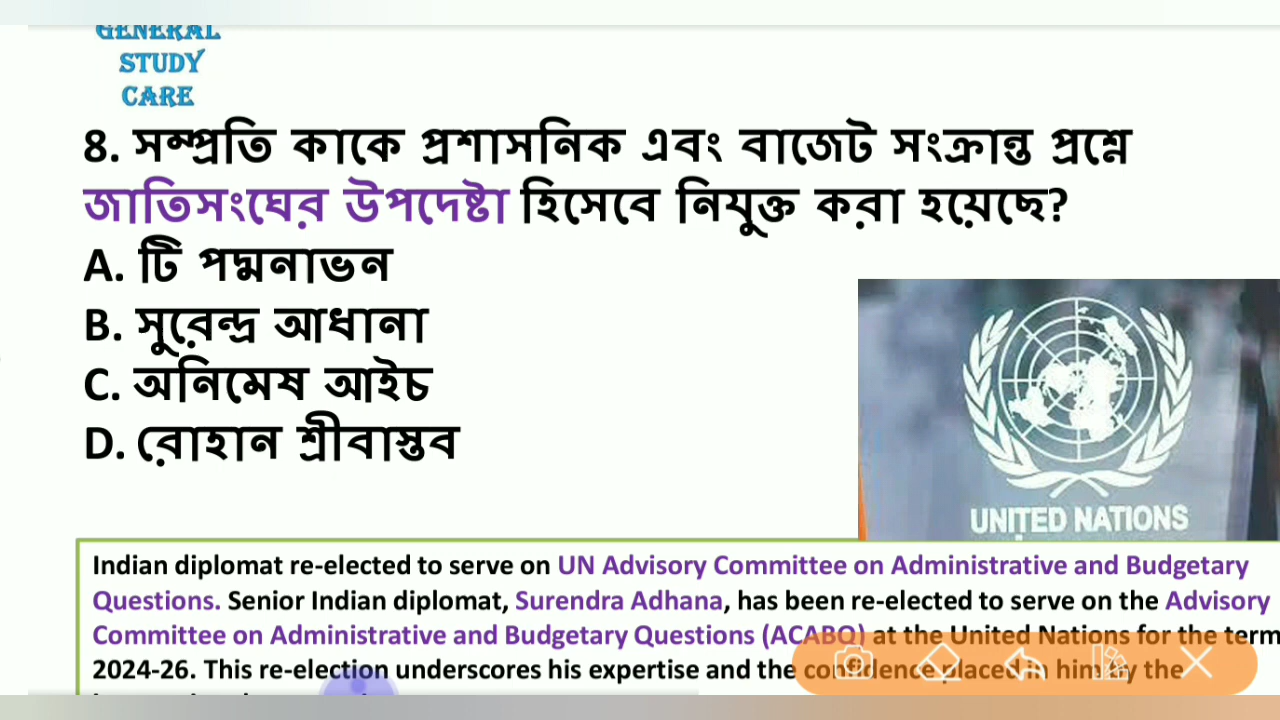 GENERAL
STUDY
CARE
8. সম্প্রতি কাকে প্রশাসনিক এবং বাজেট সংক্রান্ত প্রশ্নে
জাতিসংঘের উপদেষ্টা হিসেবে নিযুক্ত করা হয়েছে?
A. টি পদ্মনাভন
B. সুরেন্দ্র আধানা
C. অনিমেষ আইচ
D. রোহান শ্রীবাস্তব
UNITED NATIONS
Indian diplomat re-elected to serve on UN Advisory Committee on Administrative and Budgetary
Questions. Senior Indian diplomat, Surendra Adhana, has been re-elected to serve on the Advisory
Committee on Administrative and Budgetary Questions (ACABQ) at the United Nations for the term
2024-26. This re-election underscores his expertise and the confidence placed in him by the